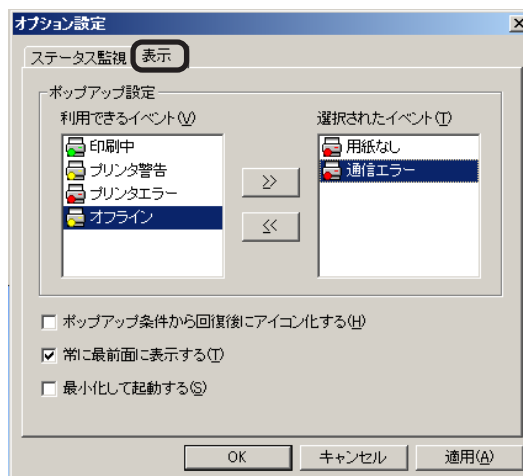 オプション設定
ステータス監視 表示
ポップアップ設定
利用できるイベント(V) 選択されたイベント(T)
印刷中
プリンタ警告
プリンタエラー
オフライン
>>
<<
用紙なし
通信エラー
ポップアップ条件から回復後にアイコン化する(H)
常に最前面に表示する(T)
最小化して起動する(S)
OK キャンセル 適用(A)